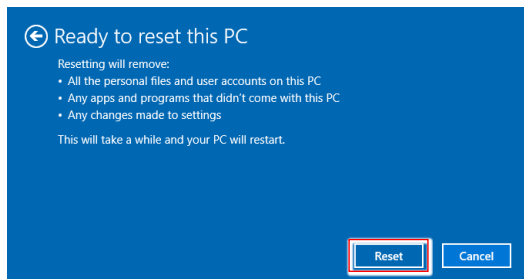 Ready to reset this PC
Resetting will remove:
• All the personal files and user accounts on this PC
• Any apps and programs that didn't come with this PC
• Any changes made to settings
This will take a while and your PC will restart.
Reset Cancel